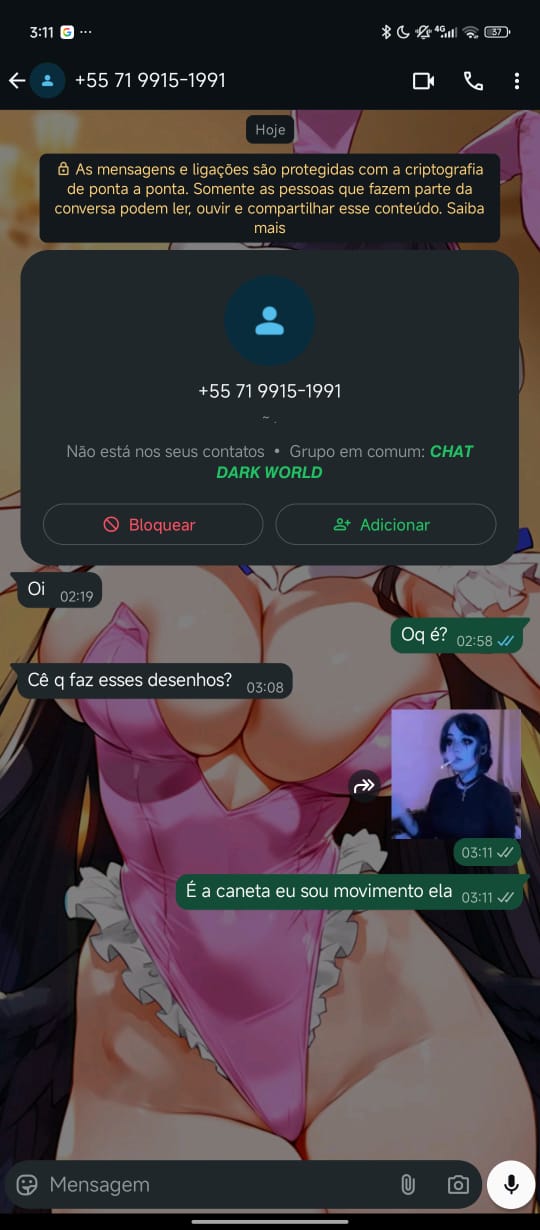 3:11 G ...
4G 37
+55 71 9915-1991
Hoje
As mensagens e ligações são protegidas com a criptografia
de ponta a ponta. Somente as pessoas que fazem parte da
conversa podem ler, ouvir e compartilhar esse conteúdo. Saiba
mais
+55 71 9915-1991
~ .
Não está nos seus contatos • Grupo em comum: CHAT
DARK WORLD
Bloquear
Adicionar
Oi 02:19
Oq é? 02:58
Cê q faz esses desenhos? 03:08
03:11
É a caneta eu sou movimento ela 03:11
Mensagem